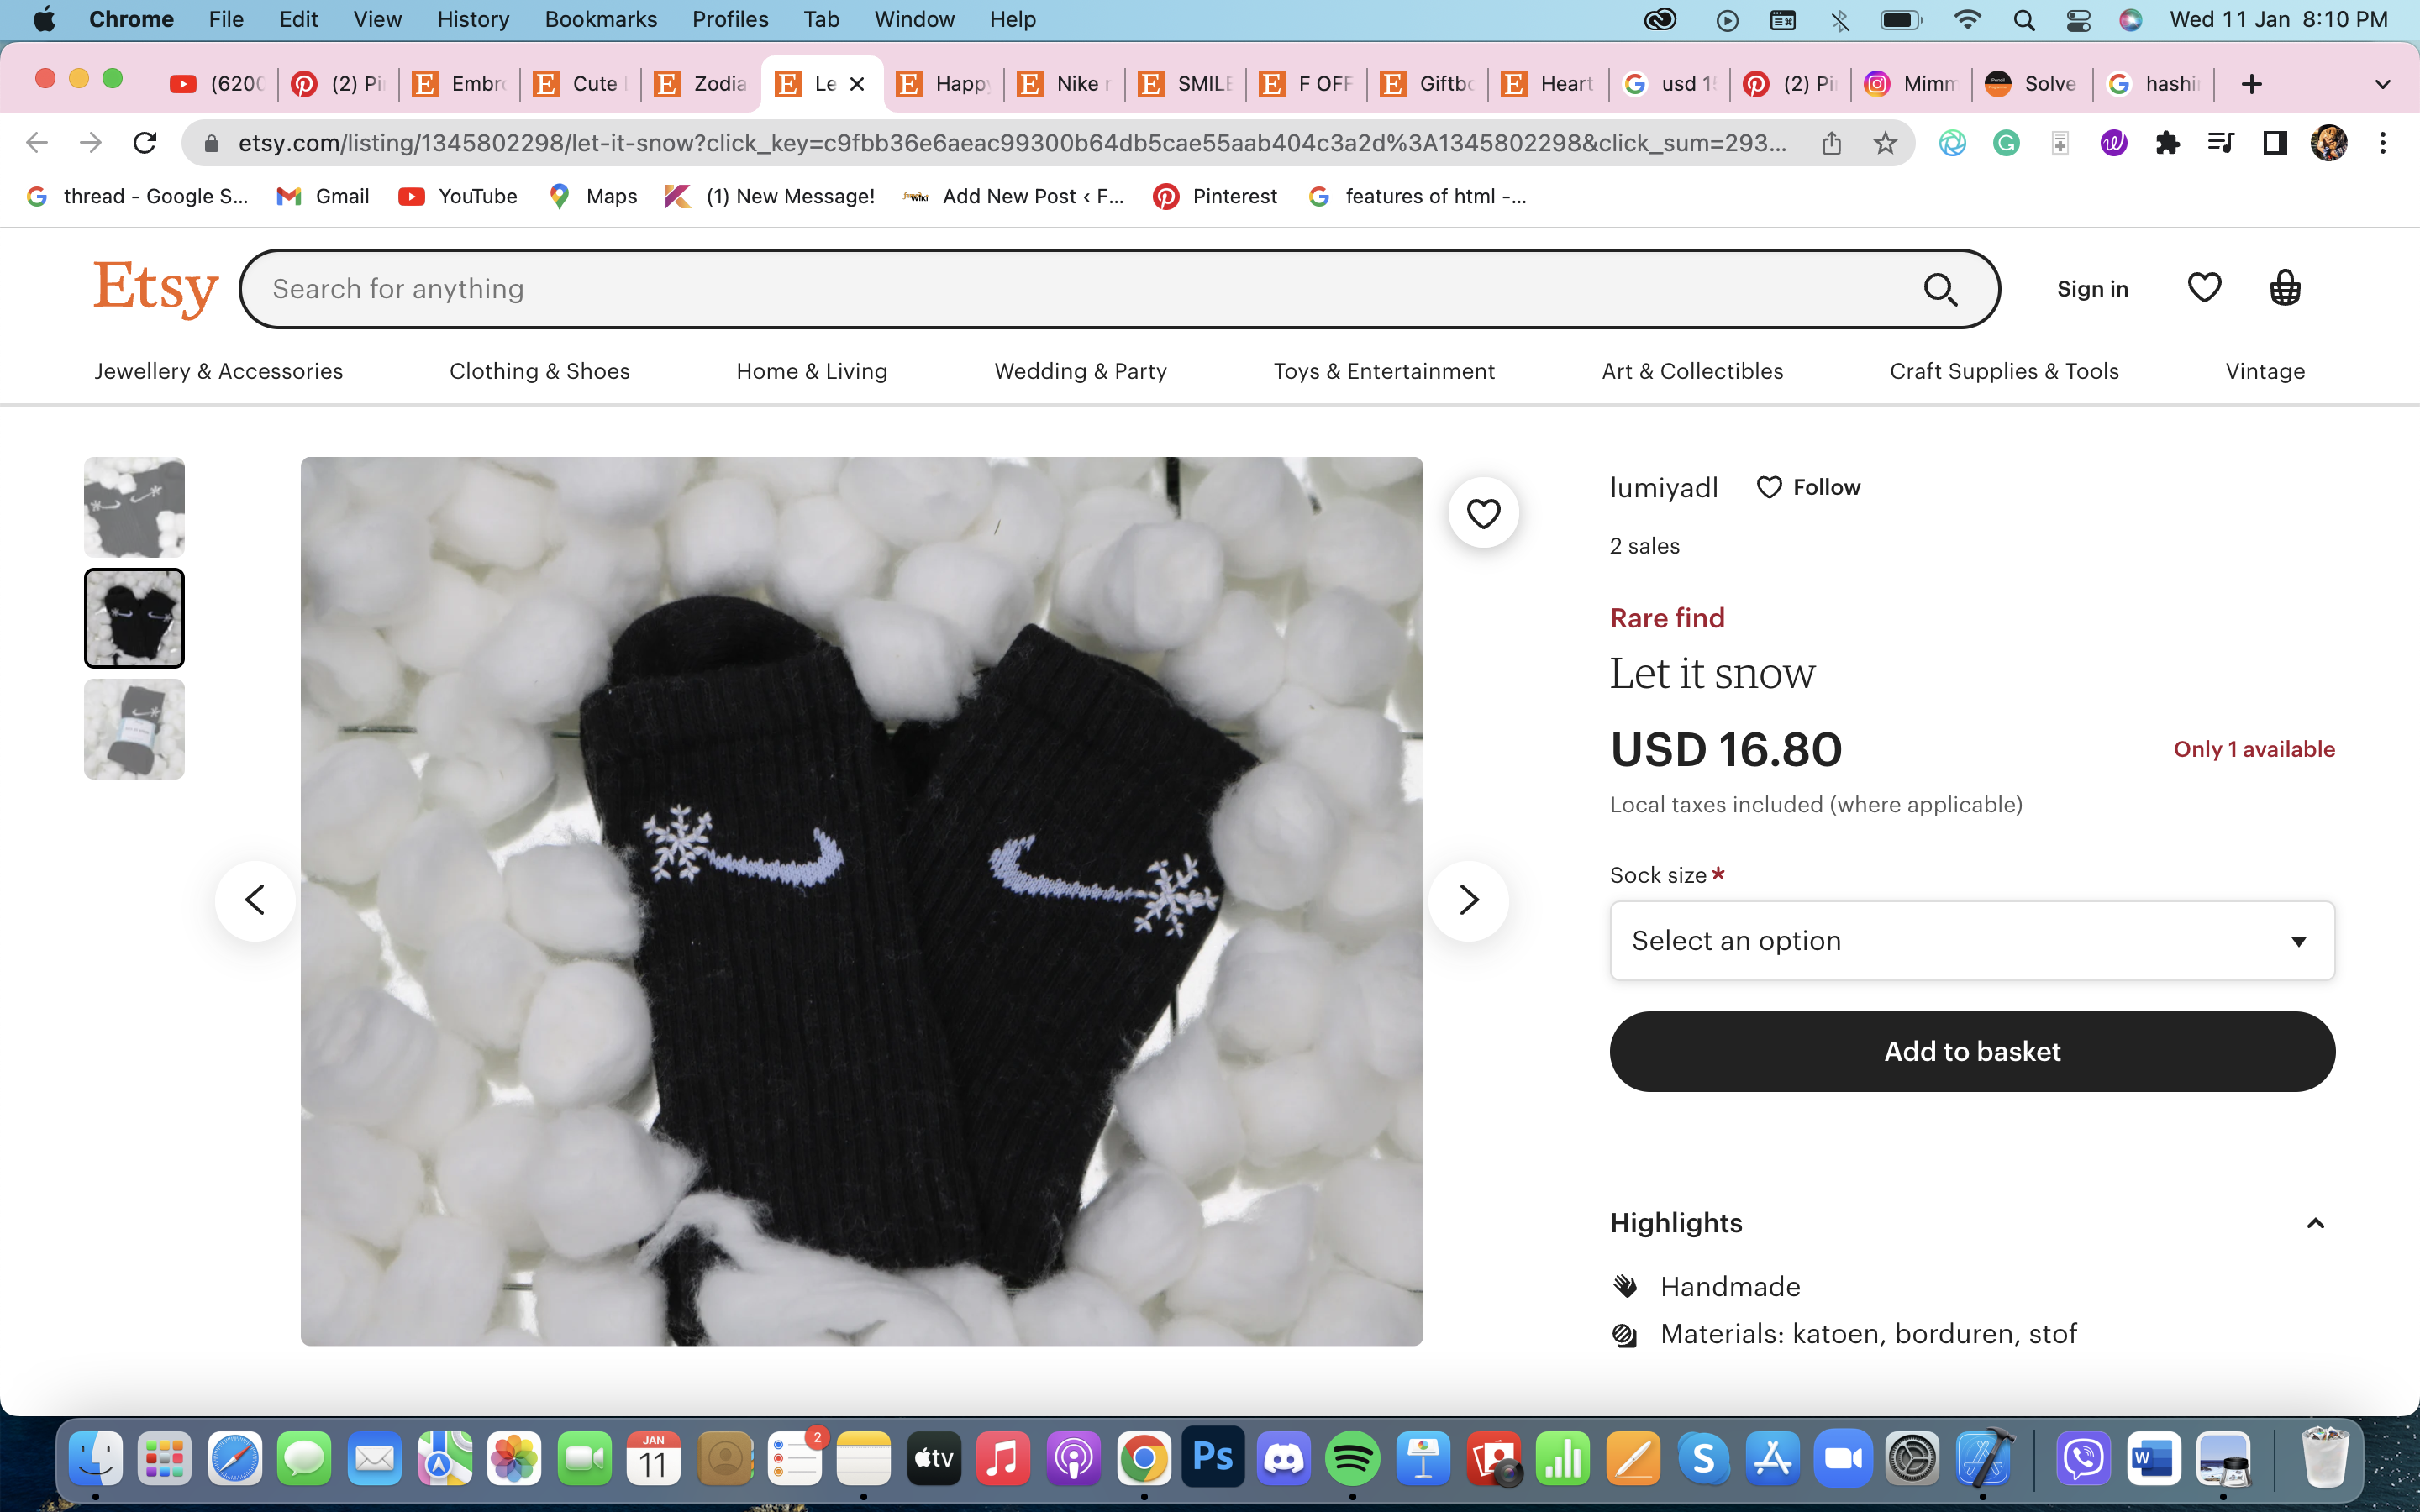 Chrome File Edit View History Bookmarks Profiles Tab Window Help Wed 11 Jan 8:10 PM
(620 (2) Pi Embr Cute Zodia Le Happ Nike SMILE F OFF Giftb Heart usd 1 (2) Pi Mimm Solve hashi
etsy.com/listing/1345802298/let-it-snow?click_key=c9fbb36e6aeac99300b64db5cae55aab404c3a2d%3A1345802298&click_sum=293...
thread - Google S... Gmail YouTube Maps (1) New Message! Add New Post ‹ F... Pinterest features of html -...
Etsy Search for anything Sign in
Jewellery & Accessories Clothing & Shoes Home & Living Wedding & Party Toys & Entertainment Art & Collectibles Craft Supplies & Tools Vintage
lumiyadl Follow
2 sales
Rare find
Let it snow
USD 16.80 Only 1 available
Local taxes included (where applicable)
Sock size *
Select an option
Add to basket
Highlights
Handmade
Materials: katoen, borduren, stof
JAN
11
2
tv
Ps
S
W